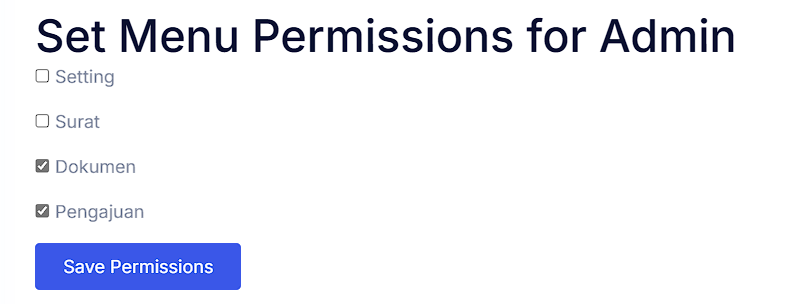 Set Menu Permissions for Admin
Setting
Surat
Dokumen
Pengajuan
Save Permissions